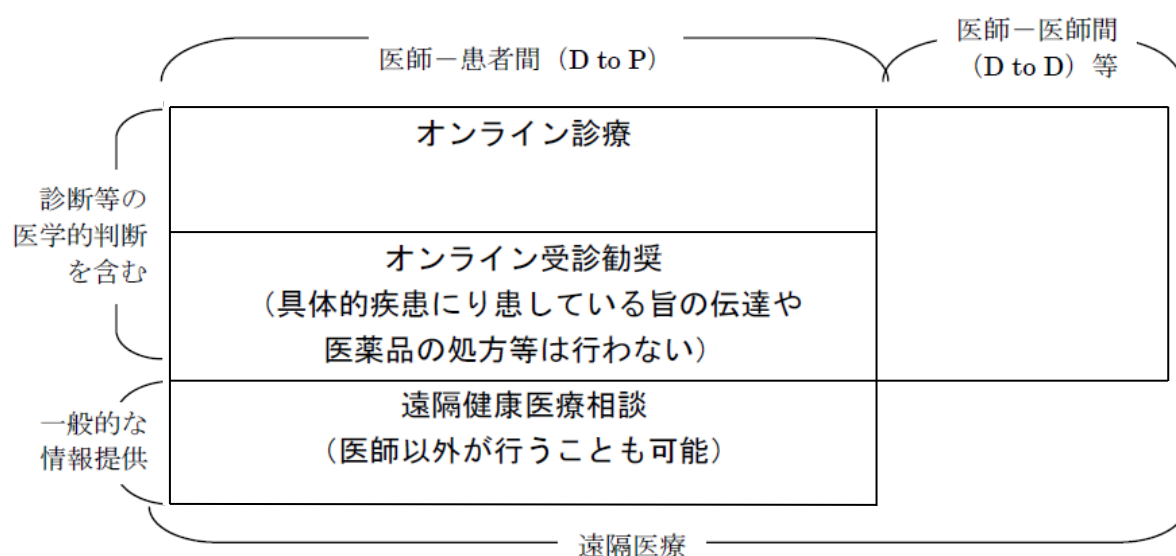 医師－患者間（D to P）
医師－医師間
（D to D）等
診断等の
医学的判断
を含む
オンライン診療
オンライン受診勧奨
（具体的疾患にり患している旨の伝達や
医薬品の処方等は行わない）
一般的な
情報提供
遠隔健康医療相談
（医師以外が行うことも可能）
遠隔医療